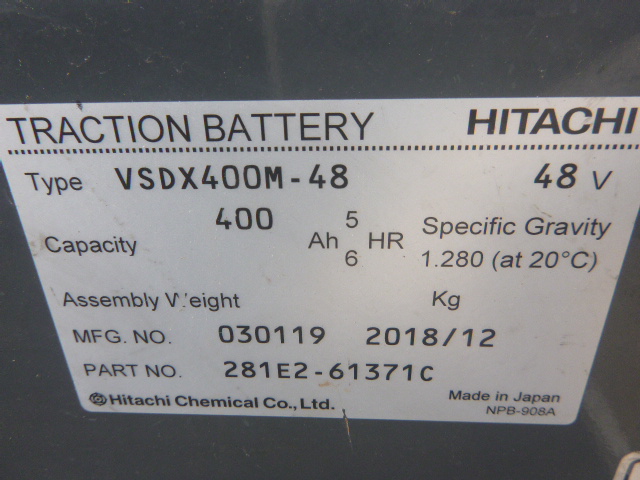 TRACTION BATTERY HITACHI
Type VSDX400M-48 48 V
Capacity 400 Ah 5 HR Specific Gravity
6 1.280 (at 20°C)
Assembly Weight Kg
MFG. NO. 030119 2018/12
PART NO. 281E2-61371C
Hitachi Chemical Co., Ltd. Made in Japan
NPB-908A